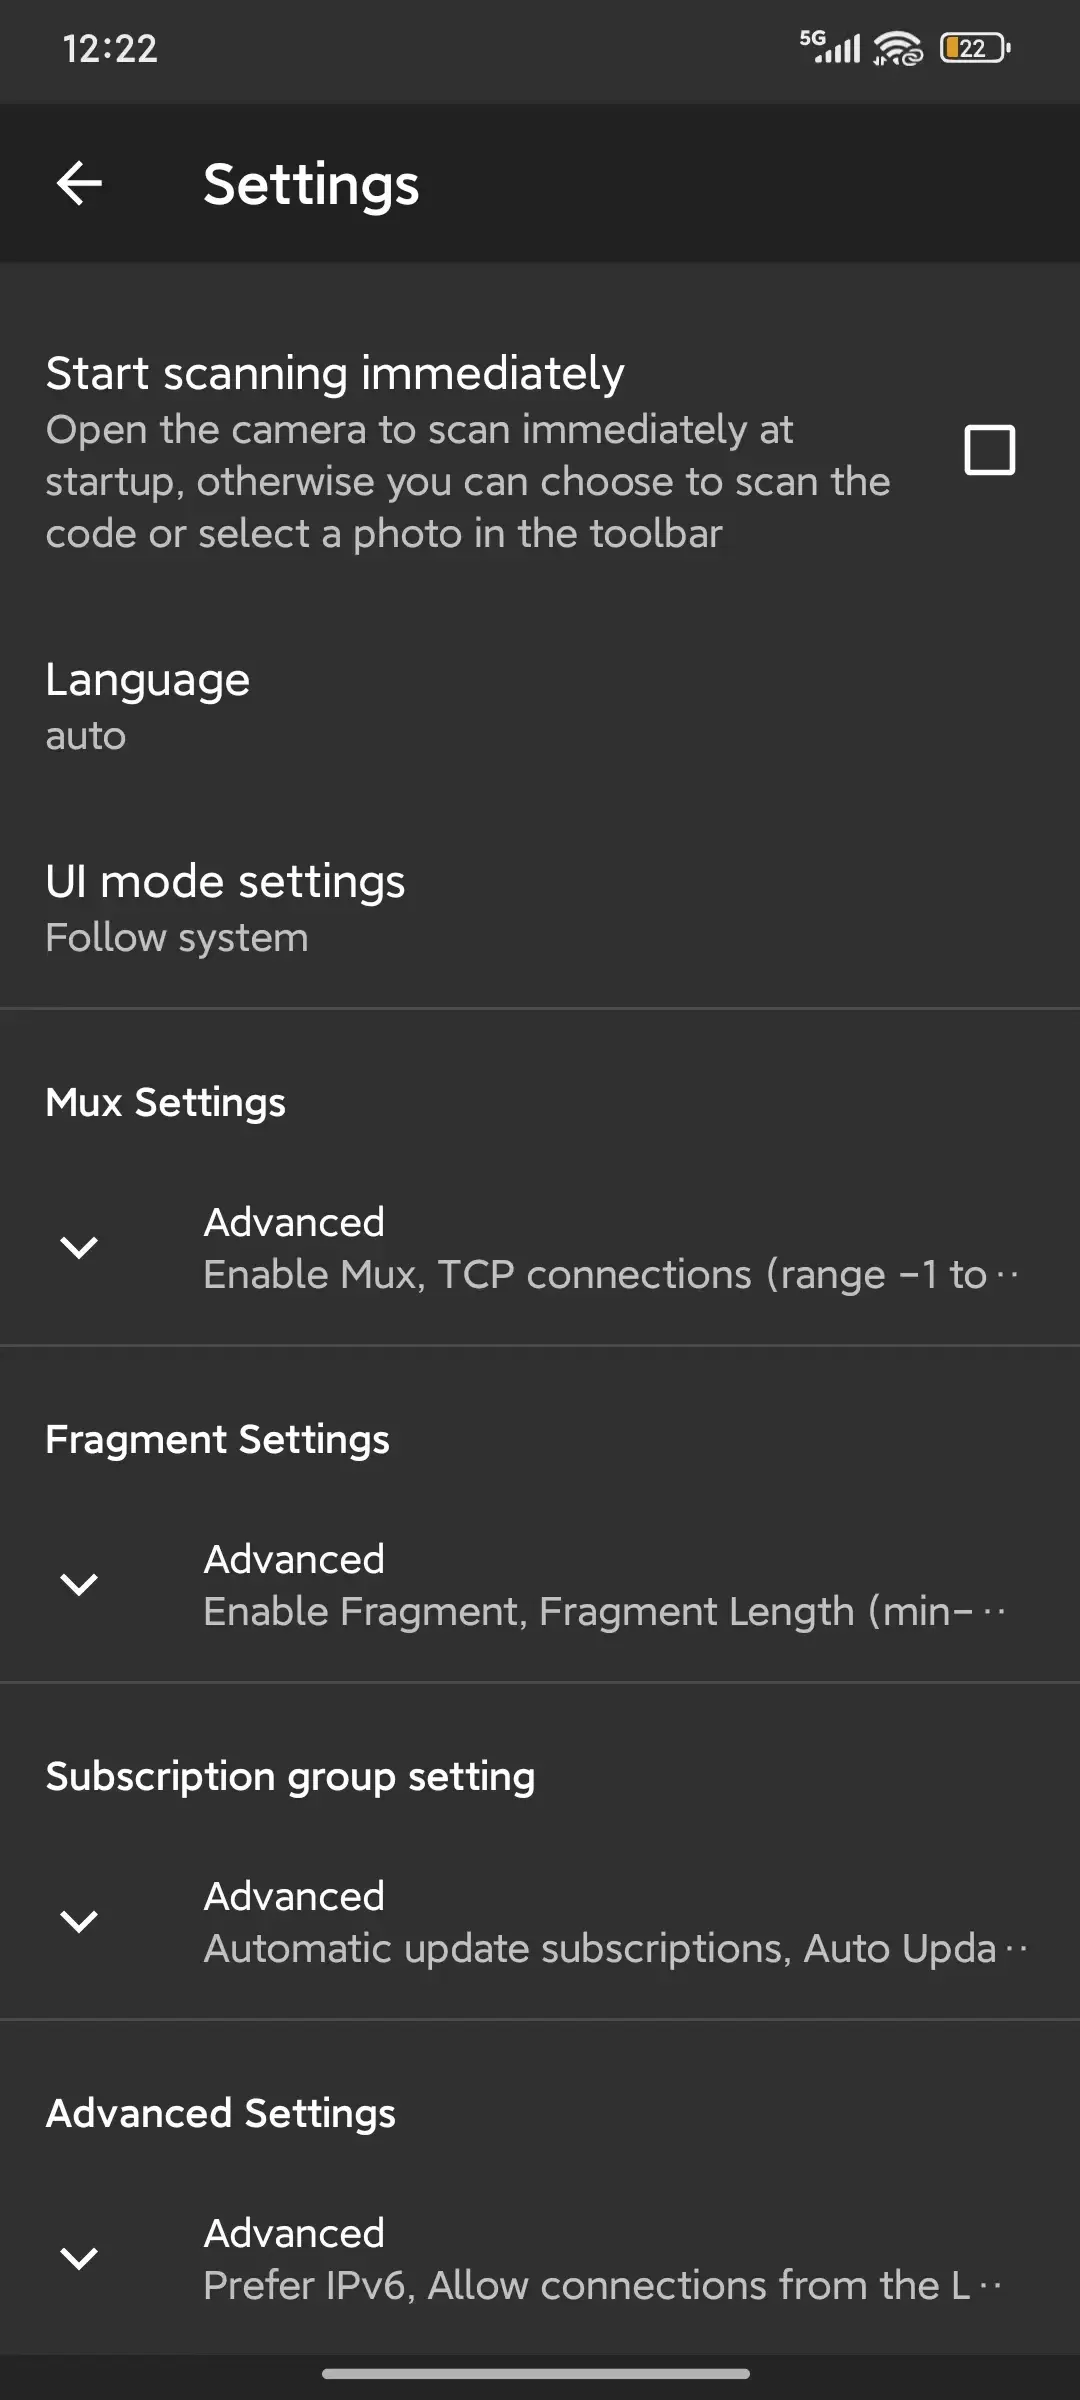 12:22
5G
22
Settings
Start scanning immediately
Open the camera to scan immediately at
startup, otherwise you can choose to scan the
code or select a photo in the toolbar
Language
auto
UI mode settings
Follow system
Mux Settings
Advanced
Enable Mux, TCP connections (range -1 to ··
Fragment Settings
Advanced
Enable Fragment, Fragment Length (min- ··
Subscription group setting
Advanced
Automatic update subscriptions, Auto Upda ··
Advanced Settings
Advanced
Prefer IPv6, Allow connections from the L ··